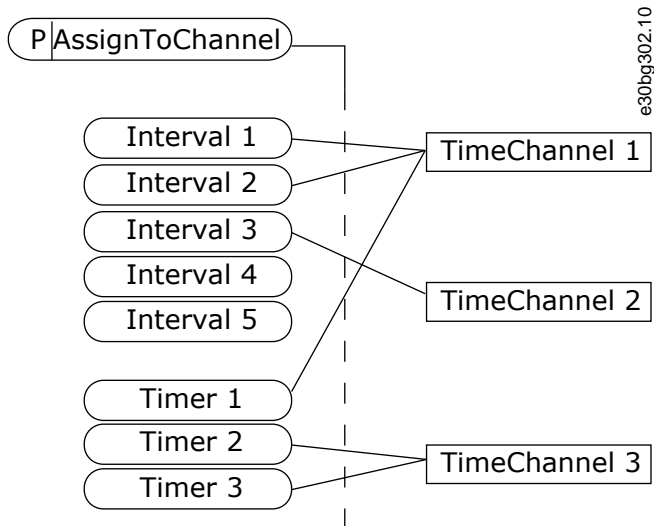 P AssignToChannel
e30bg302.10
Interval 1
Interval 2
Interval 3
Interval 4
Interval 5
TimeChannel 1
TimeChannel 2
Timer 1
Timer 2
Timer 3
TimeChannel 3